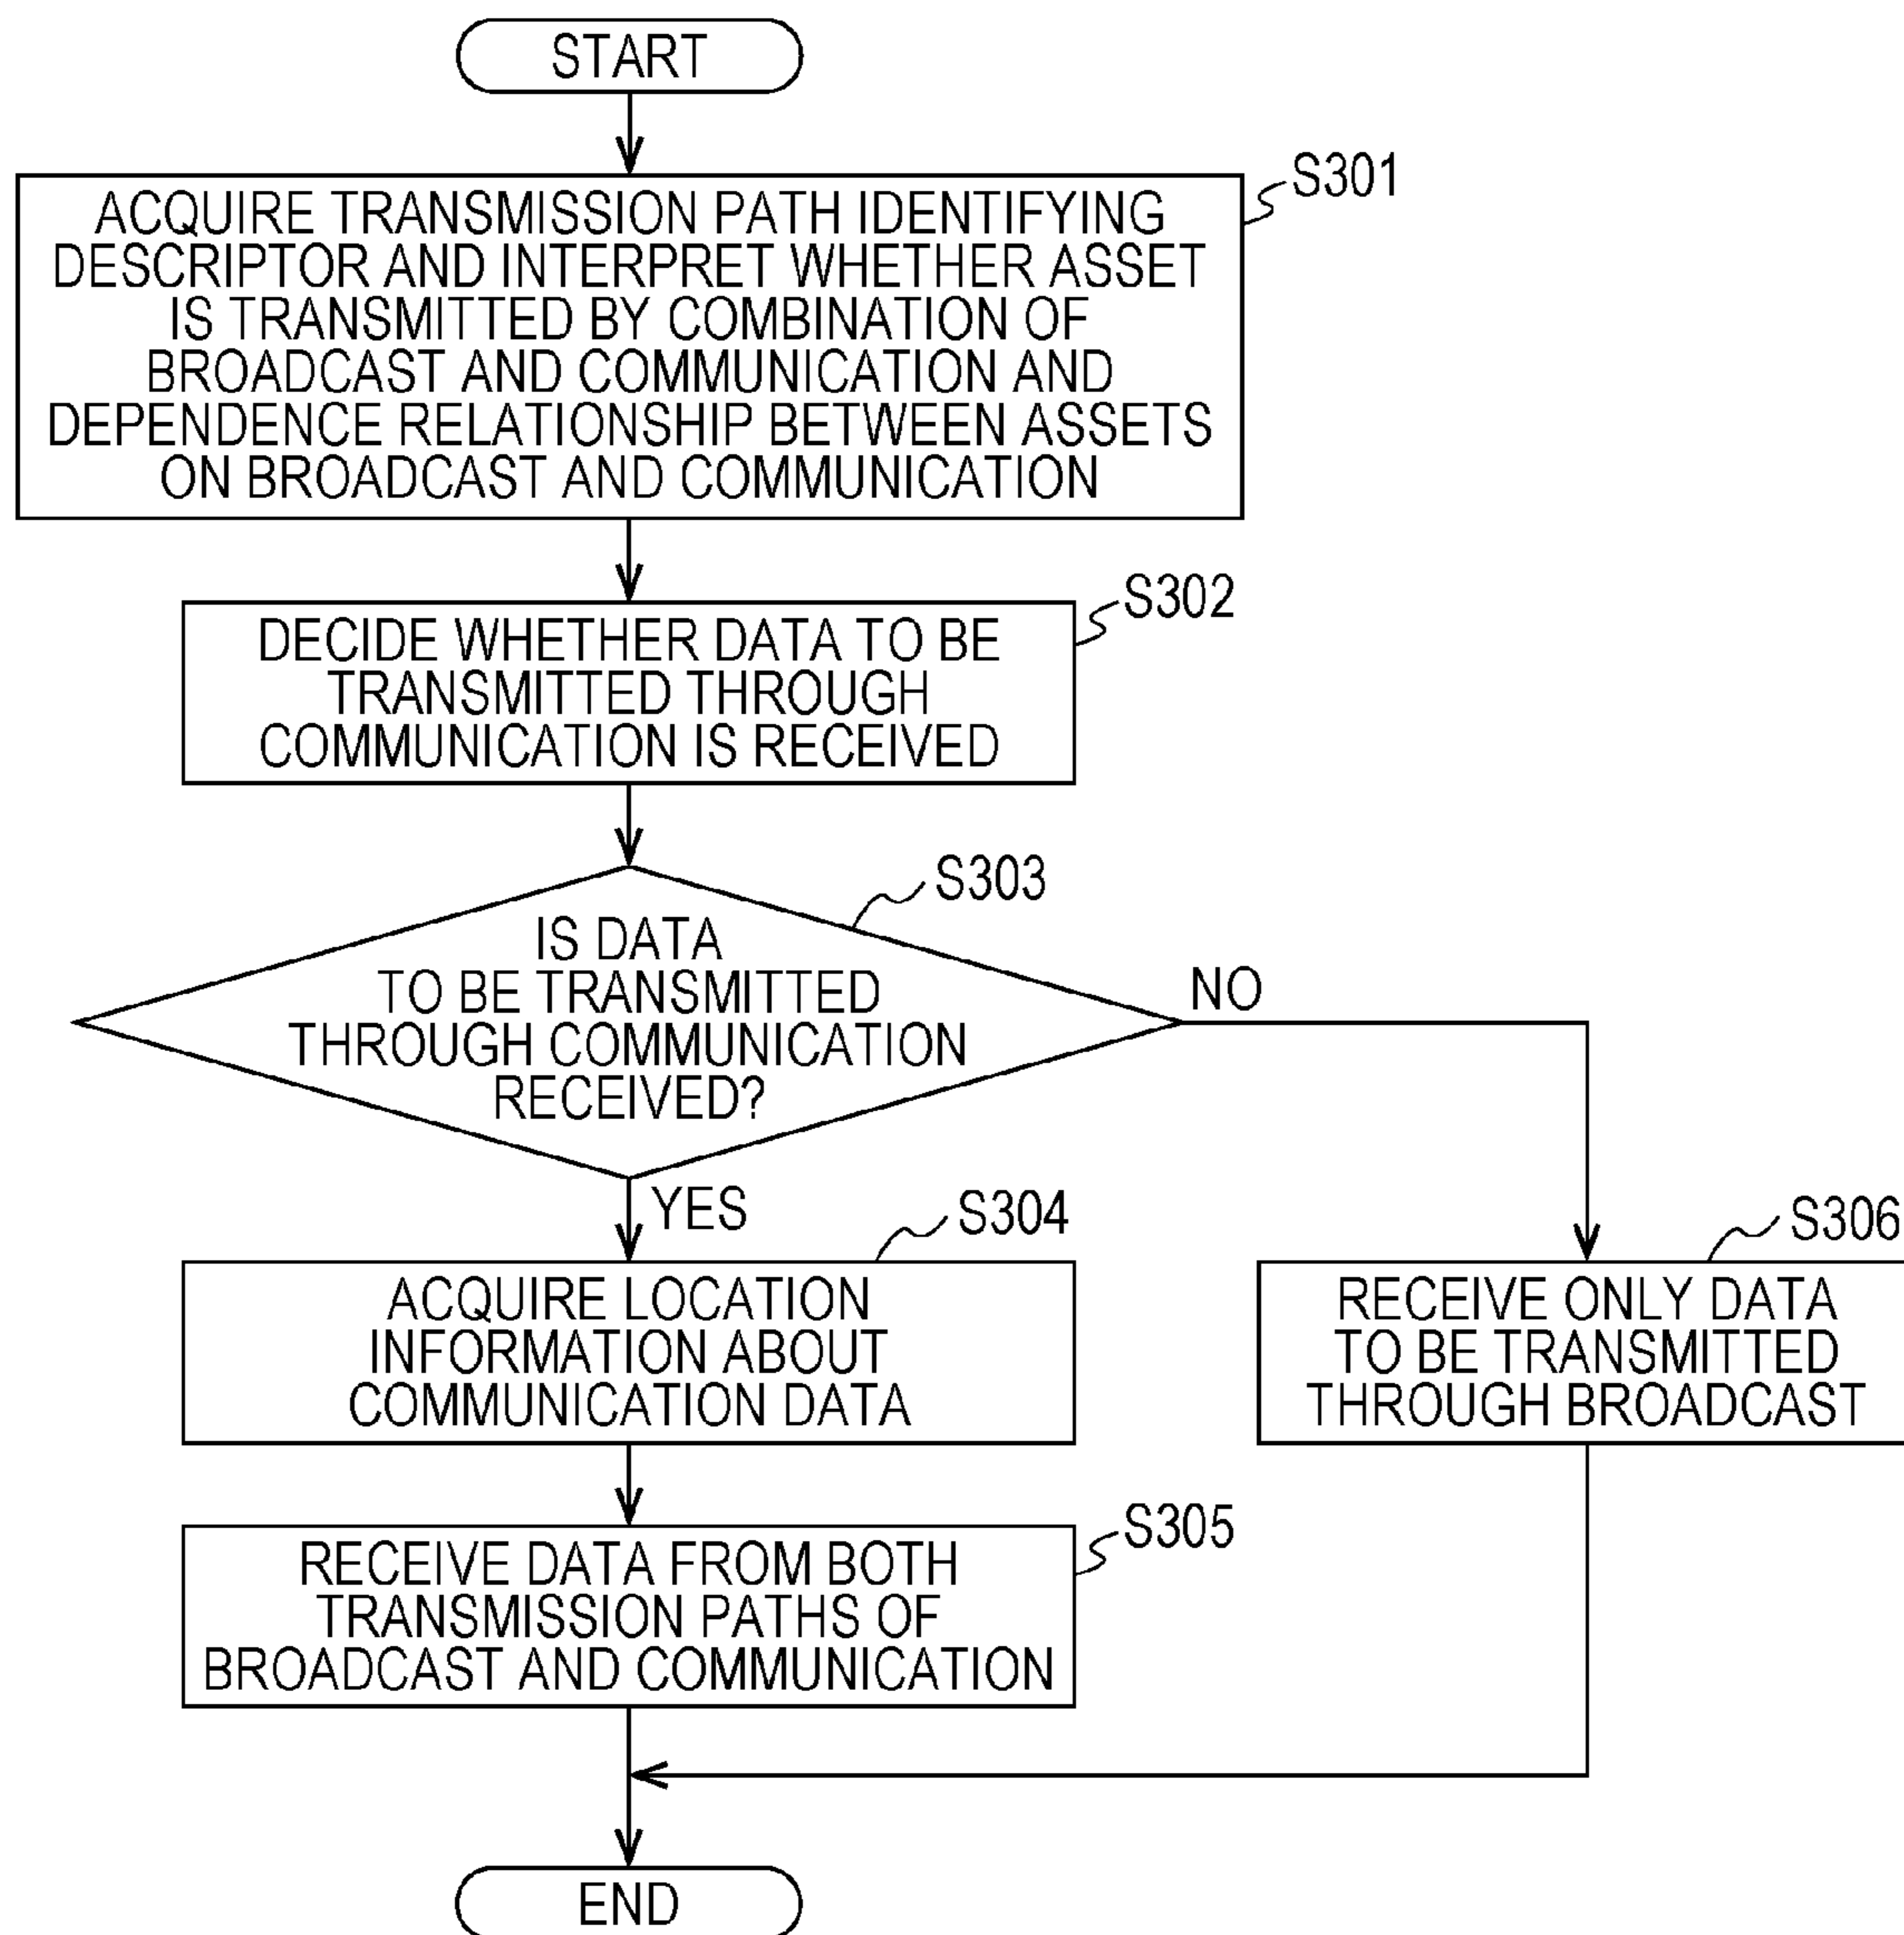 START
S301
ACQUIRE TRANSMISSION PATH IDENTIFYING
DESCRIPTOR AND INTERPRET WHETHER ASSET
IS TRANSMITTED BY COMBINATION OF
BROADCAST AND COMMUNICATION AND
DEPENDENCE RELATIONSHIP BETWEEN ASSETS
ON BROADCAST AND COMMUNICATION
S302
DECIDE WHETHER DATA TO BE
TRANSMITTED THROUGH
COMMUNICATION IS RECEIVED
S303
IS DATA
TO BE TRANSMITTED
THROUGH COMMUNICATION
RECEIVED?
NO
YES
S304
ACQUIRE LOCATION
INFORMATION ABOUT
COMMUNICATION DATA
S306
RECEIVE ONLY DATA
TO BE TRANSMITTED
THROUGH BROADCAST
S305
RECEIVE DATA FROM BOTH
TRANSMISSION PATHS OF
BROADCAST AND COMMUNICATION
END